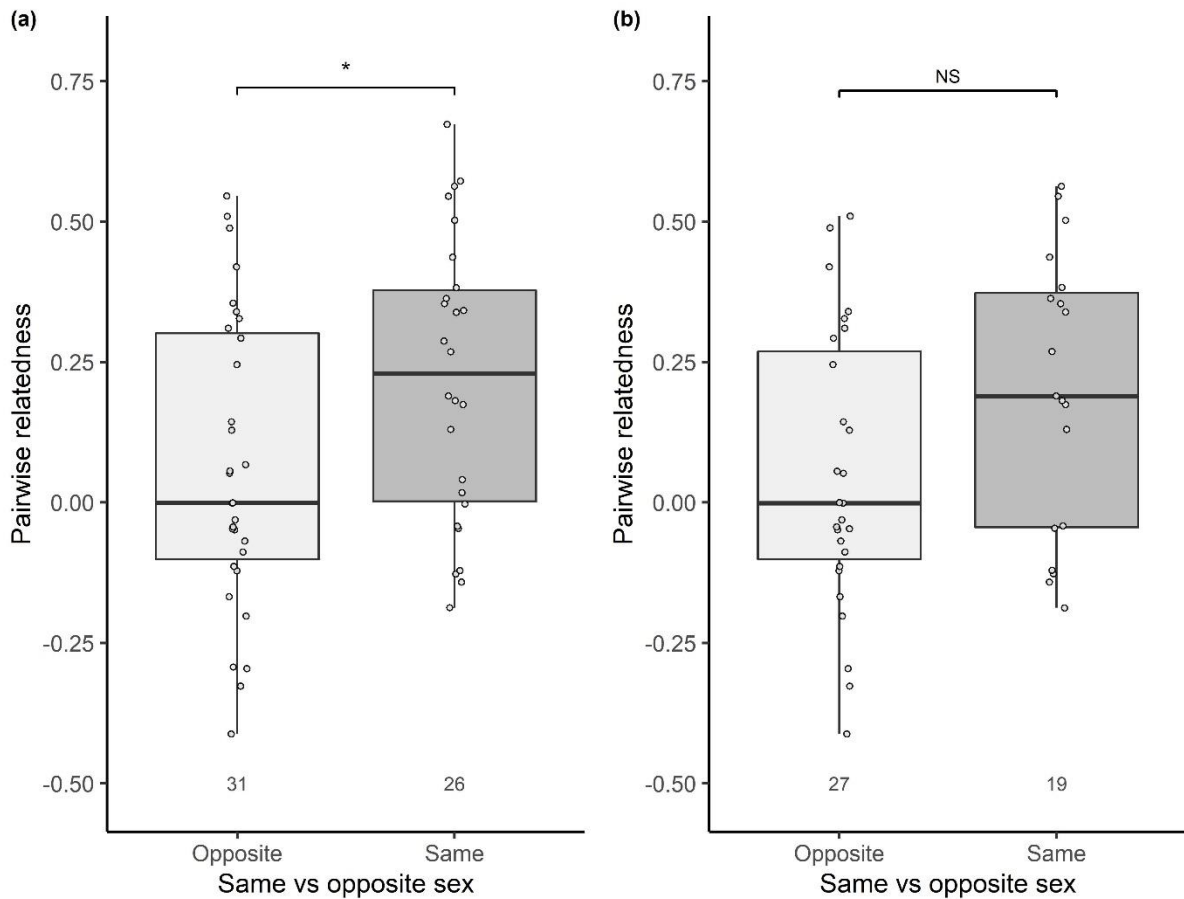 (a)
*
0.75
0.50
0.25
0.00
-0.25
-0.50
Pairwise relatedness
31
26
Opposite
Same
Same vs opposite sex
(b)
NS
0.75
0.50
0.25
0.00
-0.25
-0.50
Pairwise relatedness
27
19
Opposite
Same
Same vs opposite sex